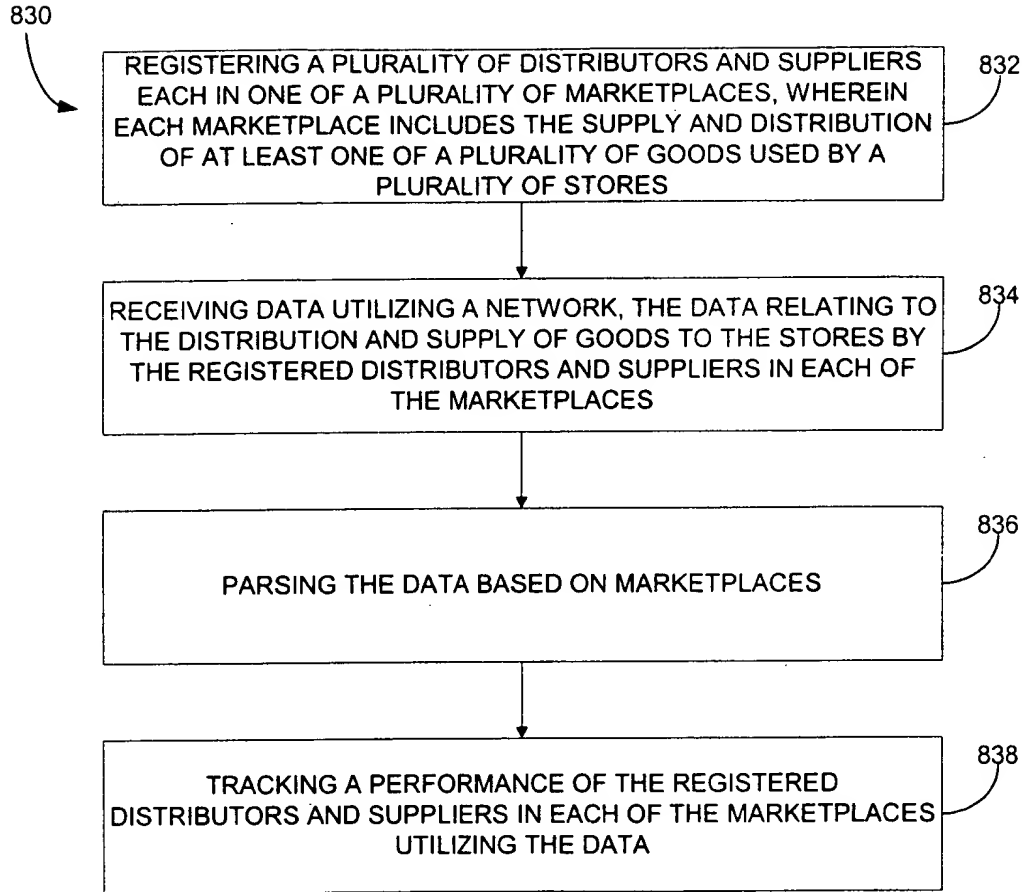 830
REGISTERING A PLURALITY OF DISTRIBUTORS AND SUPPLIERS
EACH IN ONE OF A PLURALITY OF MARKETPLACES, WHEREIN
EACH MARKETPLACE INCLUDES THE SUPPLY AND DISTRIBUTION
OF AT LEAST ONE OF A PLURALITY OF GOODS USED BY A
PLURALITY OF STORES
832
RECEIVING DATA UTILIZING A NETWORK, THE DATA RELATING TO
THE DISTRIBUTION AND SUPPLY OF GOODS TO THE STORES BY
THE REGISTERED DISTRIBUTORS AND SUPPLIERS IN EACH OF
THE MARKETPLACES
834
PARSING THE DATA BASED ON MARKETPLACES
836
TRACKING A PERFORMANCE OF THE REGISTERED
DISTRIBUTORS AND SUPPLIERS IN EACH OF THE MARKETPLACES
UTILIZING THE DATA
838